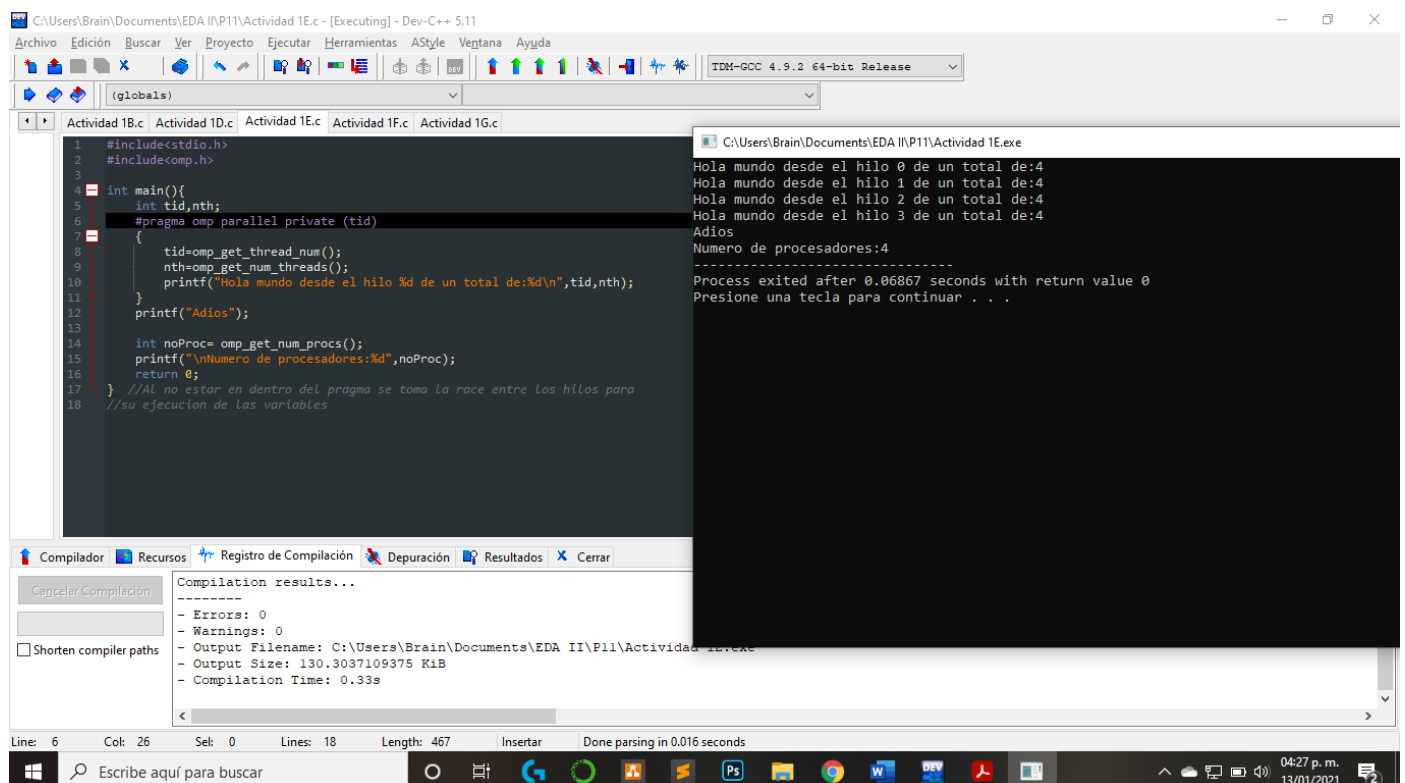 C:\Users\Brain\Documents\EDA II\P11\Actividad 1E.c - [Executing] - Dev-C++ 5.11
Archivo Edición Buscar Ver Proyecto Ejecutar Herramientas AStyle Ventana Ayuda
TDM-GCC 4.9.2 64-bit Release
(globals)
Actividad 1B.c Actividad 1D.c Actividad 1E.c Actividad 1F.c Actividad 1G.c
1 #include<stdio.h>
2 #include<omp.h>
3
4 int main(){
5 int tid,nth;
6 #pragma omp parallel private (tid)
7 {
8 tid=omp_get_thread_num();
9 nth=omp_get_num_threads();
10 printf("Hola mundo desde el hilo %d de un total de:%d\n",tid,nth);
11 }
12 printf("Adios");
13
14 int noProc= omp_get_num_procs();
15 printf("\nNumero de procesadores:%d",noProc);
16 return 0;
17 } //Al no estar en dentro del pragma se toma la race entre los hilos para
18 //su ejecucion de las variables
C:\Users\Brain\Documents\EDA II\P11\Actividad 1E.exe
Hola mundo desde el hilo 0 de un total de:4
Hola mundo desde el hilo 1 de un total de:4
Hola mundo desde el hilo 2 de un total de:4
Hola mundo desde el hilo 3 de un total de:4
Adios
Numero de procesadores:4
--------------------------------
Process exited after 0.06867 seconds with return value 0
Presione una tecla para continuar . . .
Compilador Recursos Registro de Compilación Depuración Resultados Cerrar
Cancelar Compilación
Shorten compiler paths
Compilation results...
--------
- Errors: 0
- Warnings: 0
- Output Filename: C:\Users\Brain\Documents\EDA II\P11\Actividad 1E.exe
- Output Size: 130.3037109375 KiB
- Compilation Time: 0.33s
Line: 6 Col: 26 Sel: 0 Lines: 18 Length: 467 Insertar Done parsing in 0.016 seconds
Escribe aquí para buscar
Ps
W
DEV
04:27 p. m.
13/01/2021